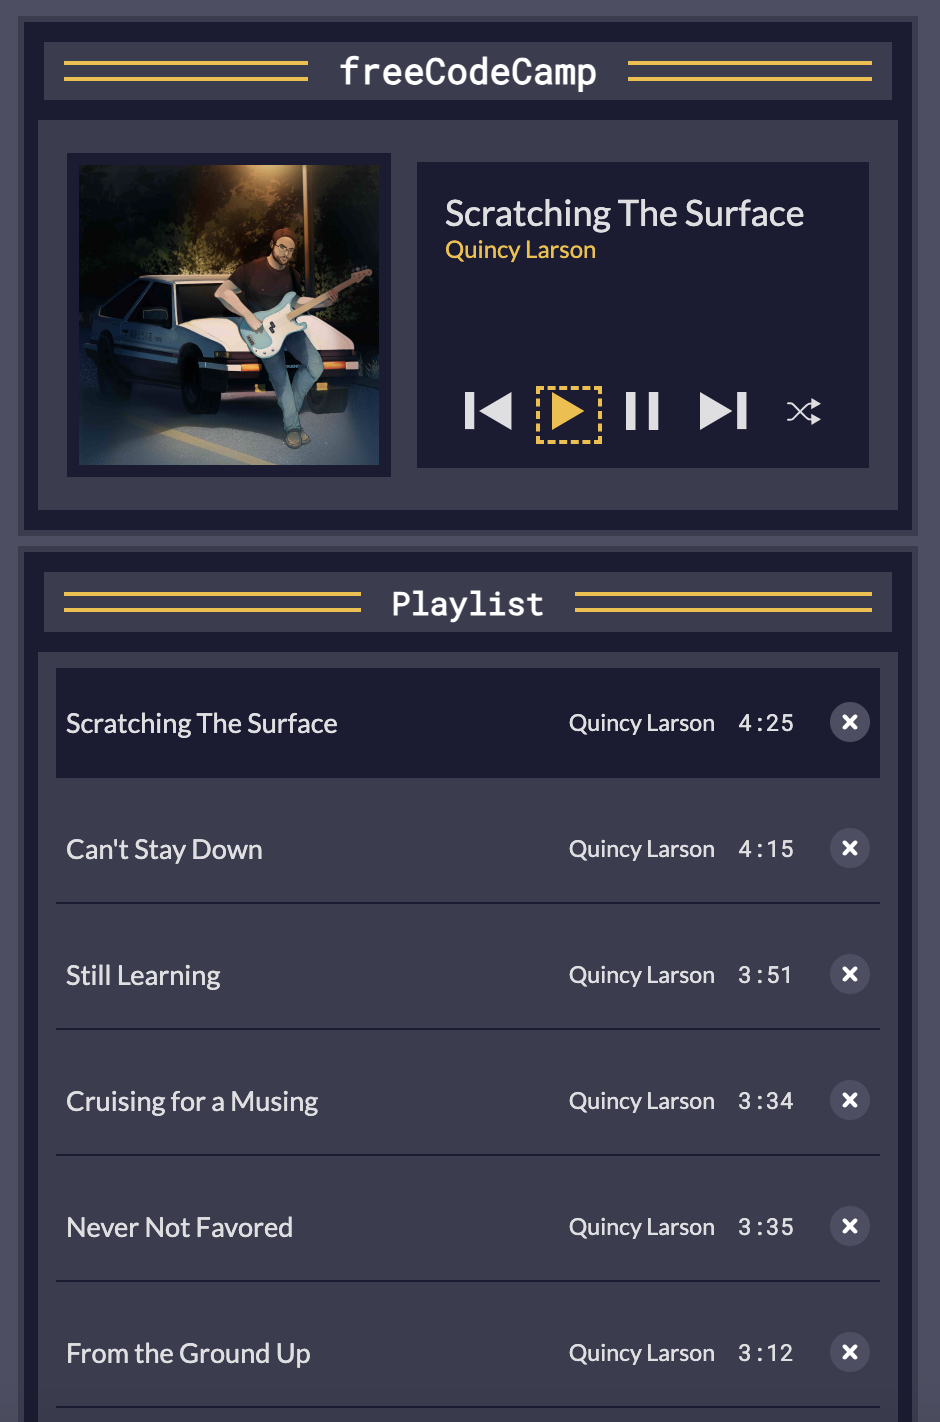 freeCodeCamp
Scratching The Surface
Quincy Larson
Playlist
Scratching The Surface Quincy Larson 4:25
Can't Stay Down Quincy Larson 4:15
Still Learning Quincy Larson 3:51
Cruising for a Musing Quincy Larson 3:34
Never Not Favored Quincy Larson 3:35
From the Ground Up Quincy Larson 3:12